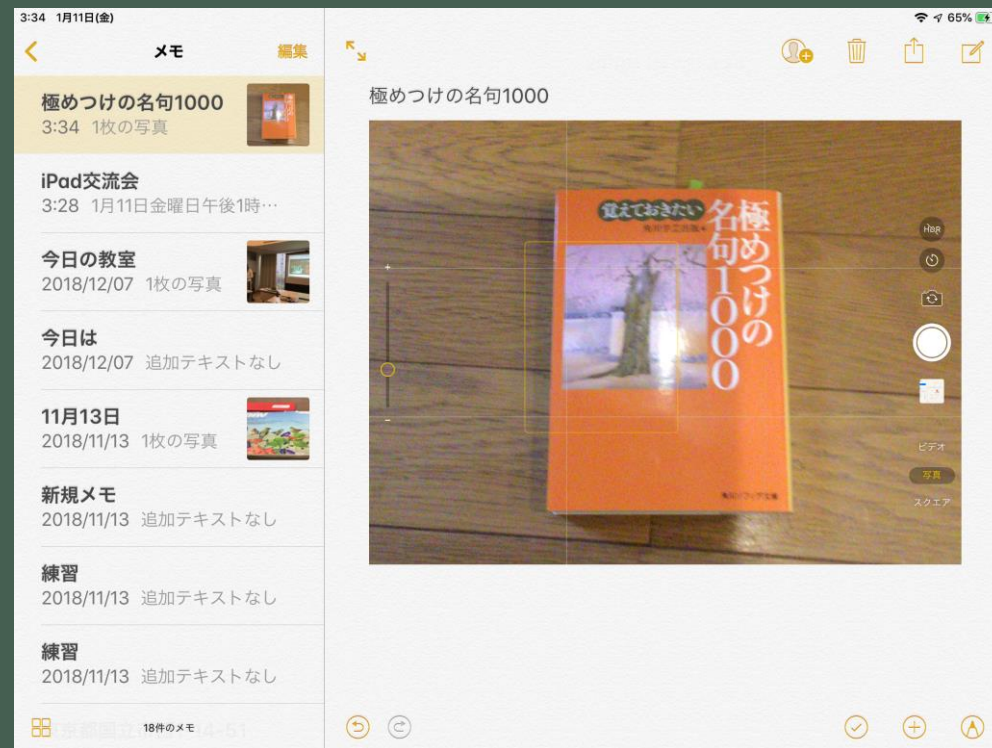 3:34 1月11日(金)
65%
メモ
編集
極めつけの名句1000
3:34 1枚の写真
iPad交流会
3:28 1月11日金曜日午後1時…
今日の教室
2018/12/07 1枚の写真
今日は
2018/12/07 追加テキストなし
11月13日
2018/11/13 1枚の写真
新規メモ
2018/11/13 追加テキストなし
練習
2018/11/13 追加テキストなし
練習
2018/11/13 追加テキストなし
18件のメモ
極めつけの名句1000
覚えておきたい
極めつけの
名句1000
角川ソフィア文庫
HDR
ビデオ
写真
スクエア